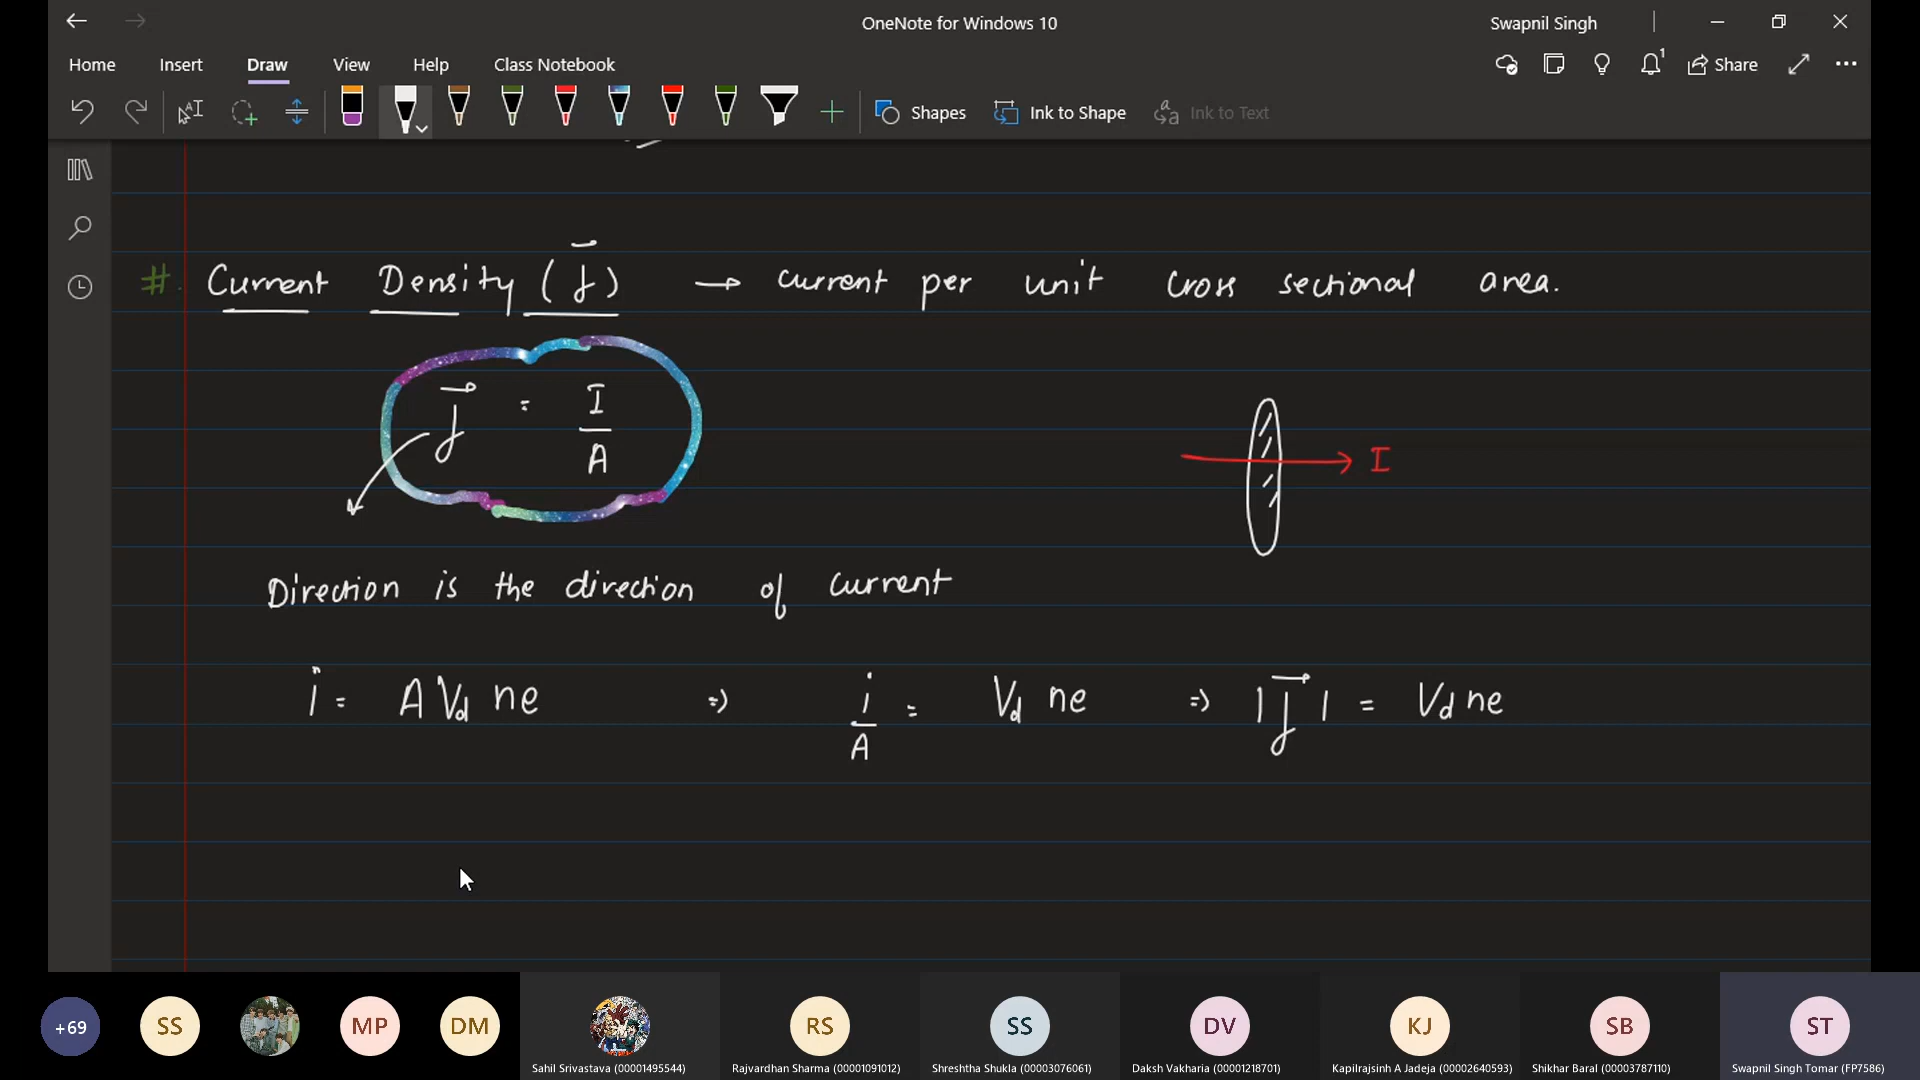 OneNote for Windows 10
Swapnil Singh
Home Insert Draw View Help Class Notebook
1 Share
Shapes Ink to Shape Ink to Text
# Current Density (j) → current per unit cross sectional area.
j = I/A
I
Direction is the direction of current
i = A Vd ne ⇒ i/A = Vd ne ⇒ |j| = Vd ne
+69 SS MP DM RS SS DV KJ SB ST
Sahil Srivastava (00001495544) Rajvardhan Sharma (00001091012) Shreshtha Shukla (00003076061) Daksh Vakharia (00001218701) Kapilrajsinh A Jadeja (00002640593) Shikhar Baral (00003787110) Swapnil Singh Tomar (FP7586)